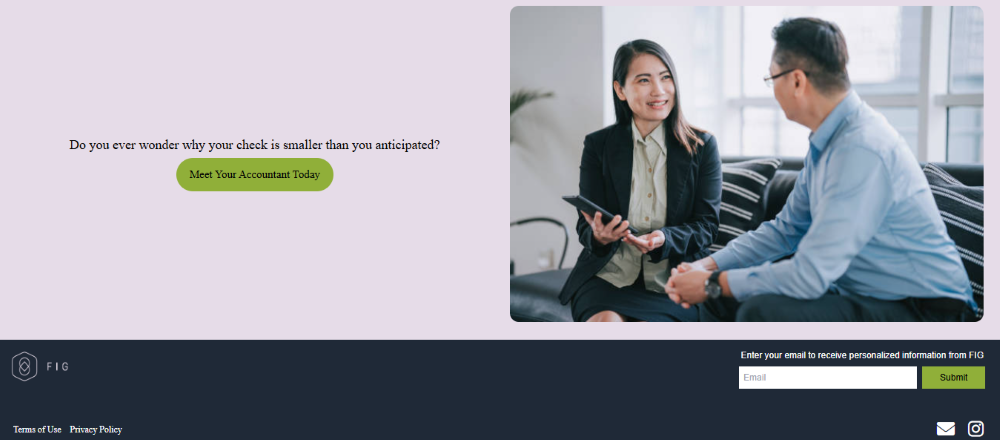 Do you ever wonder why your check is smaller than you anticipated?
Meet Your Accountant Today
FIG
Enter your email to receive personalized information from FIG
Email
Submit
Terms of Use Privacy Policy